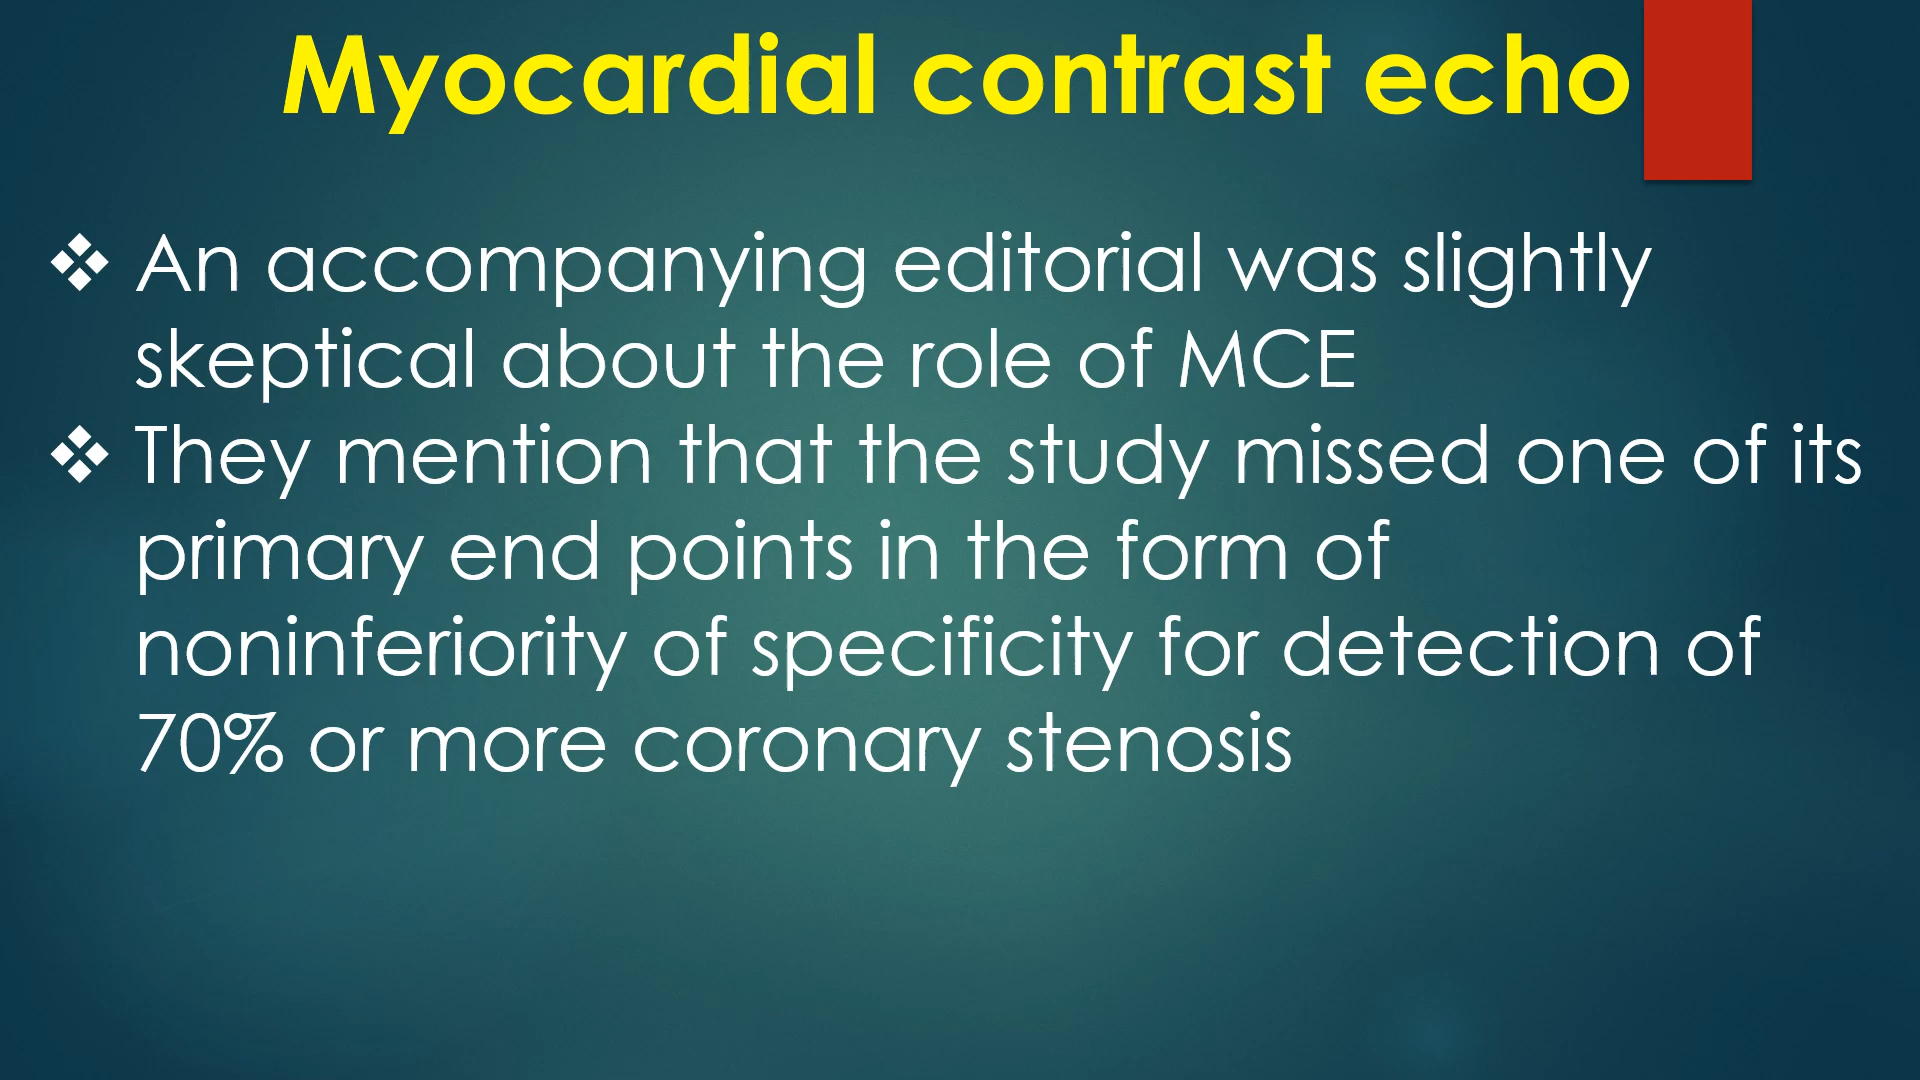 Myocardial contrast echo
❖ An accompanying editorial was slightly
skeptical about the role of MCE
❖ They mention that the study missed one of its
primary end points in the form of
noninferiority of specificity for detection of
70% or more coronary stenosis